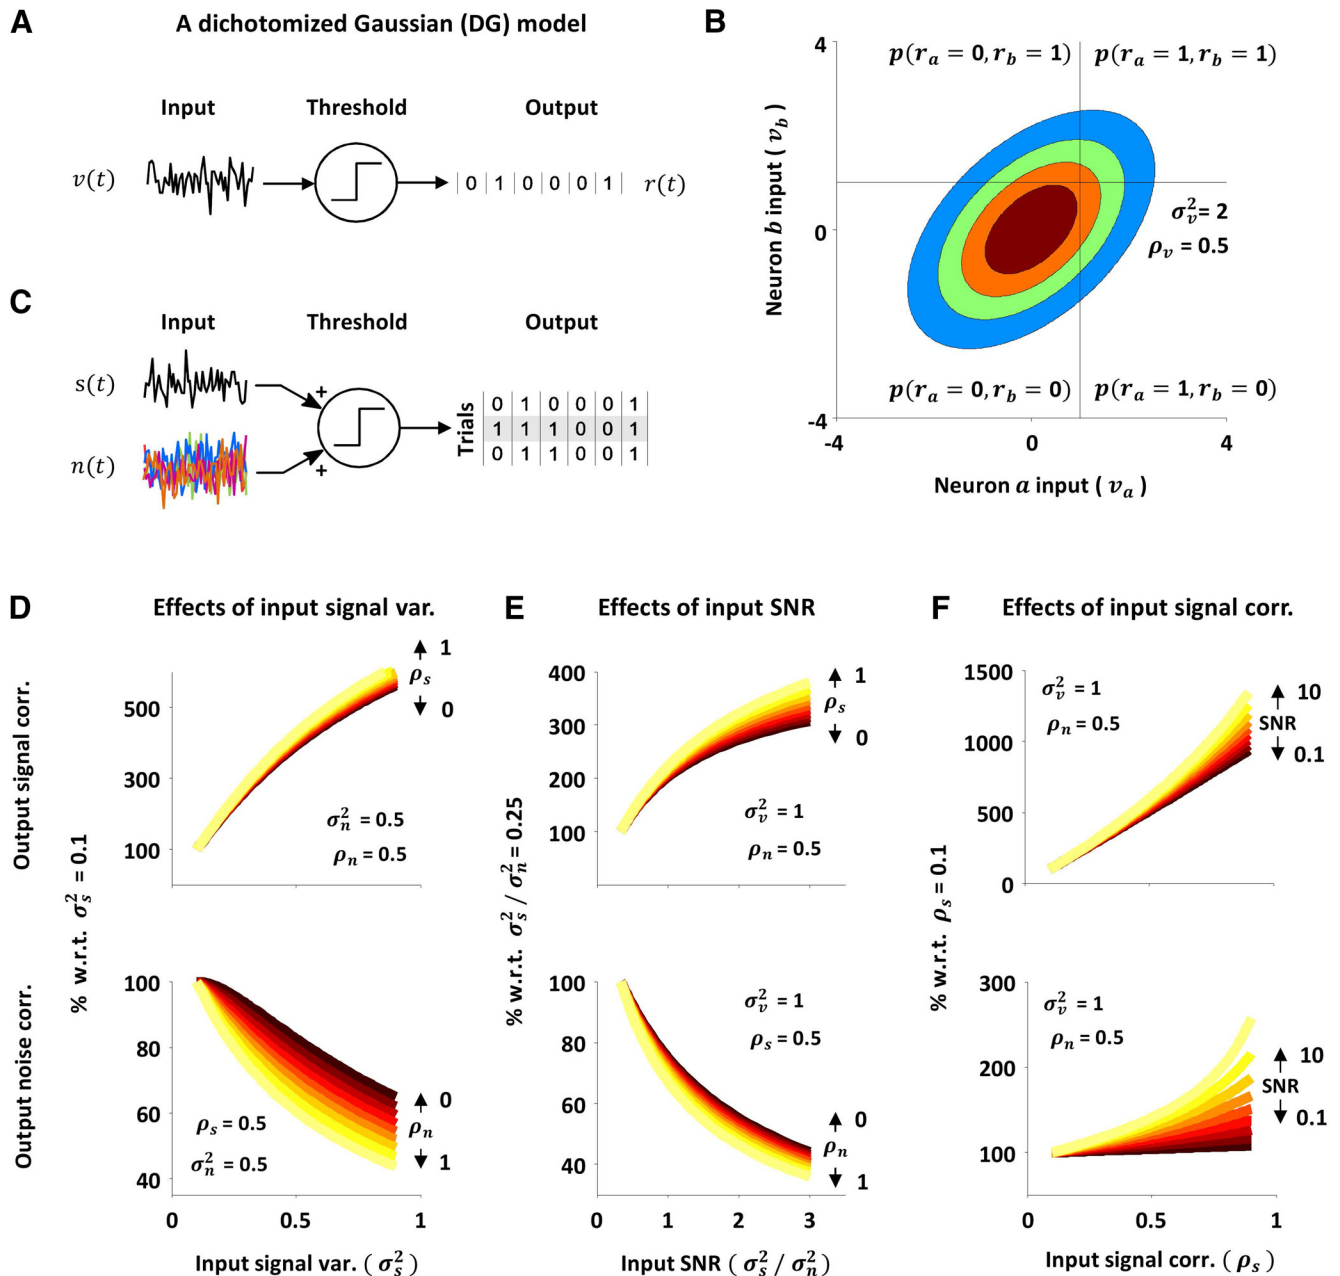 A
A dichotomized Gaussian (DG) model
Input Threshold Output
v(t) 0 1 0 0 0 1 r(t)
B
4
0
-4
-4 0 4
p(r_a = 0, r_b = 1) p(r_a = 1, r_b = 1)
σ_v^2= 2
ρ_v = 0.5
p(r_a = 0, r_b = 0) p(r_a = 1, r_b = 0)
Neuron b input ( v_b )
Neuron a input ( v_a )
C
Input Threshold Output
s(t)
n(t)
+
+
Trials
0 1 0 0 0 1
1 1 1 0 0 1
0 1 1 0 0 1
D
Effects of input signal var.
Output signal corr.
500
300
100
1
ρ_s
0
σ_n^2 = 0.5
ρ_n = 0.5
% w.r.t. σ_s^2 = 0.1
Output noise corr.
100
80
60
40
0
ρ_n
1
ρ_s = 0.5
σ_n^2 = 0.5
0 0.5 1
Input signal var. ( σ_s^2 )
E
Effects of input SNR
400
300
200
100
1
ρ_s
0
σ_v^2 = 1
ρ_n = 0.5
% w.r.t. σ_s^2 / σ_n^2 = 0.25
100
80
60
40
σ_v^2 = 1
ρ_s = 0.5
0
ρ_n
1
0 1 2 3
Input SNR ( σ_s^2 / σ_n^2 )
F
Effects of input signal corr.
1500
1000
500
0
σ_v^2 = 1
ρ_n = 0.5
10
SNR
0.1
% w.r.t. ρ_s = 0.1
300
200
100
σ_v^2 = 1
ρ_n = 0.5
10
SNR
0.1
0 0.5 1
Input signal corr. ( ρ_s )